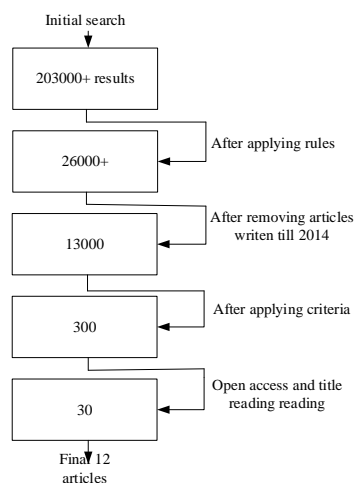 Initial search
203000+ results
After applying rules
26000+
After removing articles
writen till 2014
13000
After applying criteria
300
Open access and title
reading reading
30
Final 12
articles